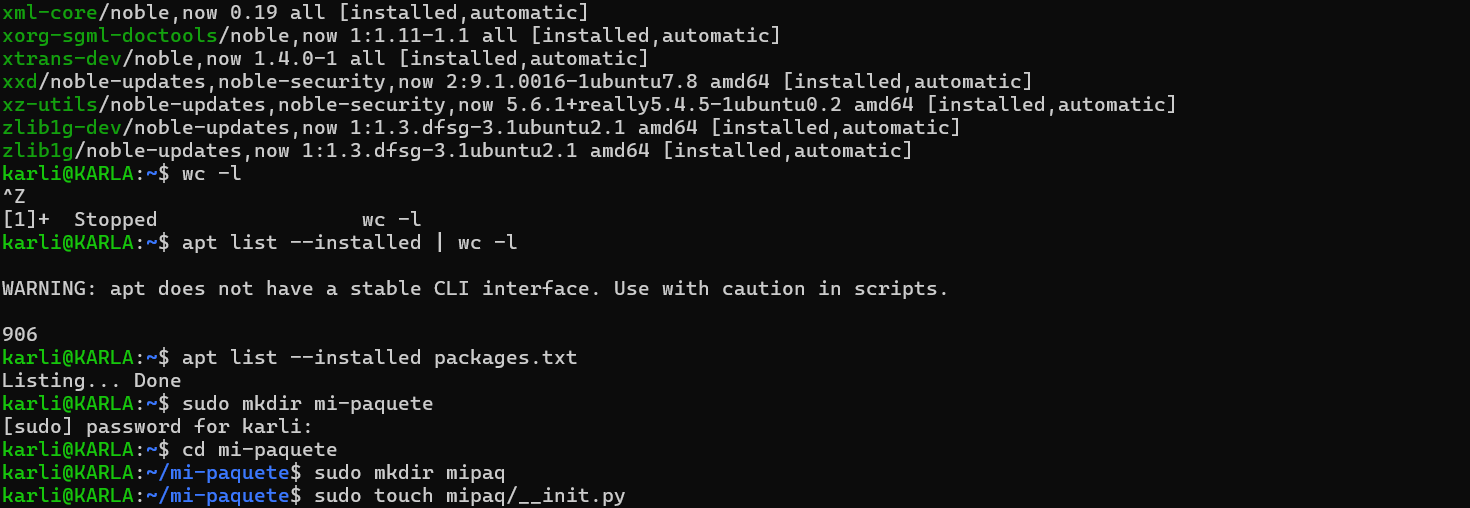 xml-core/noble,now 0.19 all [installed,automatic]
xorg-sgml-doctools/noble,now 1:1.11-1.1 all [installed,automatic]
xtrans-dev/noble,now 1.4.0-1 all [installed,automatic]
xxd/noble-updates,noble-security,now 2:9.1.0016-1ubuntu7.8 amd64 [installed,automatic]
xz-utils/noble-updates,noble-security,now 5.6.1+really5.4.5-1ubuntu0.2 amd64 [installed,automatic]
zlib1g-dev/noble-updates,now 1:1.3.dfsg-3.1ubuntu2.1 amd64 [installed,automatic]
zlib1g/noble-updates,now 1:1.3.dfsg-3.1ubuntu2.1 amd64 [installed,automatic]
karli@KARLA:~$ wc -l
^Z
[1]+  Stopped                 wc -l
karli@KARLA:~$ apt list --installed | wc -l
WARNING: apt does not have a stable CLI interface. Use with caution in scripts.
906
karli@KARLA:~$ apt list --installed packages.txt
Listing... Done
karli@KARLA:~$ sudo mkdir mi-paquete
[sudo] password for karli:
karli@KARLA:~$ cd mi-paquete
karli@KARLA:~/mi-paquete$ sudo mkdir mipaq
karli@KARLA:~/mi-paquete$ sudo touch mipaq/__init.py